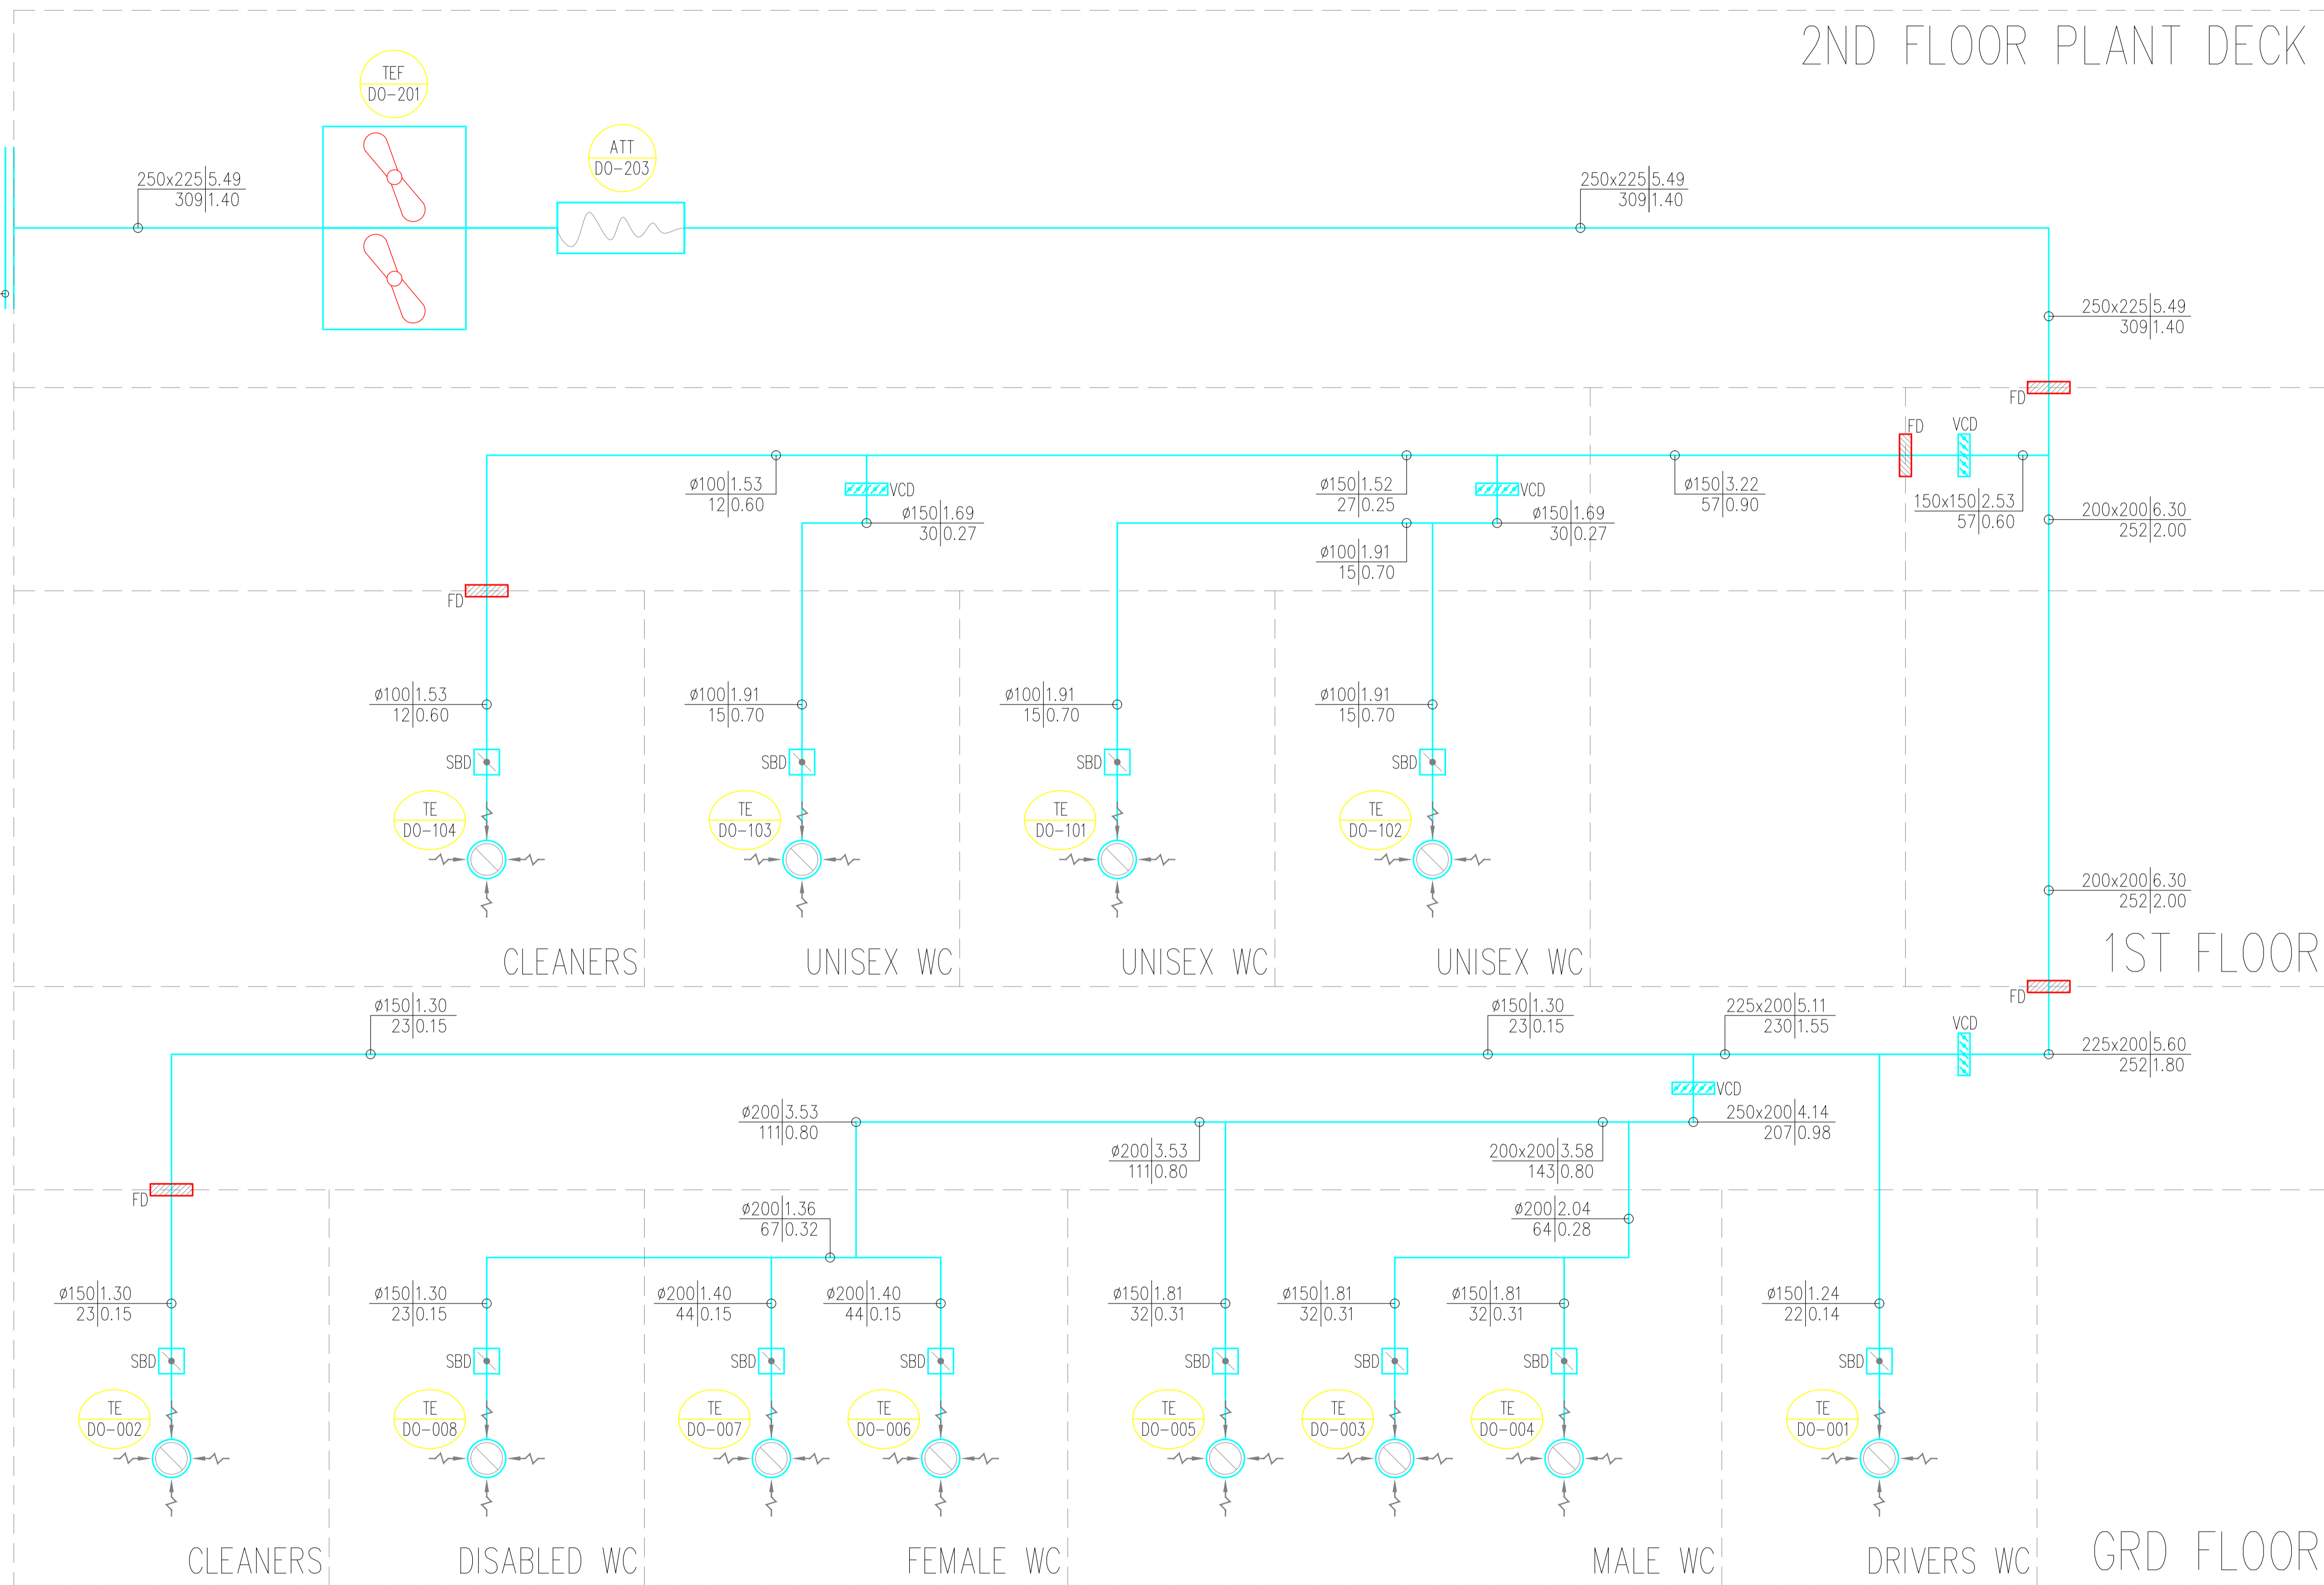 2ND FLOOR PLANT DECK
TEF
DO-201
ATT
DO-203
250x225 5.49
309 1.40
250x225 5.49
309 1.40
250x225 5.49
309 1.40
FD
FD
VCD
ø100 1.53
12 0.60
VCD
ø150 1.69
30 0.27
ø150 1.52
27 0.25
VCD
ø150 1.69
30 0.27
ø150 3.22
57 0.90
150x150 2.53
57 0.60
200x200 6.30
252 2.00
ø100 1.91
15 0.70
FD
ø100 1.53
12 0.60
ø100 1.91
15 0.70
ø100 1.91
15 0.70
ø100 1.91
15 0.70
SBD
SBD
SBD
SBD
TE
DO-104
TE
DO-103
TE
DO-101
TE
DO-102
200x200 6.30
252 2.00
CLEANERS
UNISEX WC
UNISEX WC
UNISEX WC
1ST FLOOR
FD
ø150 1.30
23 0.15
ø150 1.30
23 0.15
225x200 5.11
230 1.55
VCD
225x200 5.60
252 1.80
VCD
ø200 3.53
111 0.80
250x200 4.14
207 0.98
ø200 3.53
111 0.80
200x200 3.58
143 0.80
FD
ø200 1.36
67 0.32
ø200 2.04
64 0.28
ø150 1.30
23 0.15
ø150 1.30
23 0.15
ø200 1.40
44 0.15
ø200 1.40
44 0.15
ø150 1.81
32 0.31
ø150 1.81
32 0.31
ø150 1.81
32 0.31
ø150 1.24
22 0.14
SBD
SBD
SBD
SBD
SBD
SBD
SBD
SBD
TE
DO-002
TE
DO-008
TE
DO-007
TE
DO-006
TE
DO-005
TE
DO-003
TE
DO-004
TE
DO-001
CLEANERS
DISABLED WC
FEMALE WC
MALE WC
DRIVERS WC
GRD FLOOR